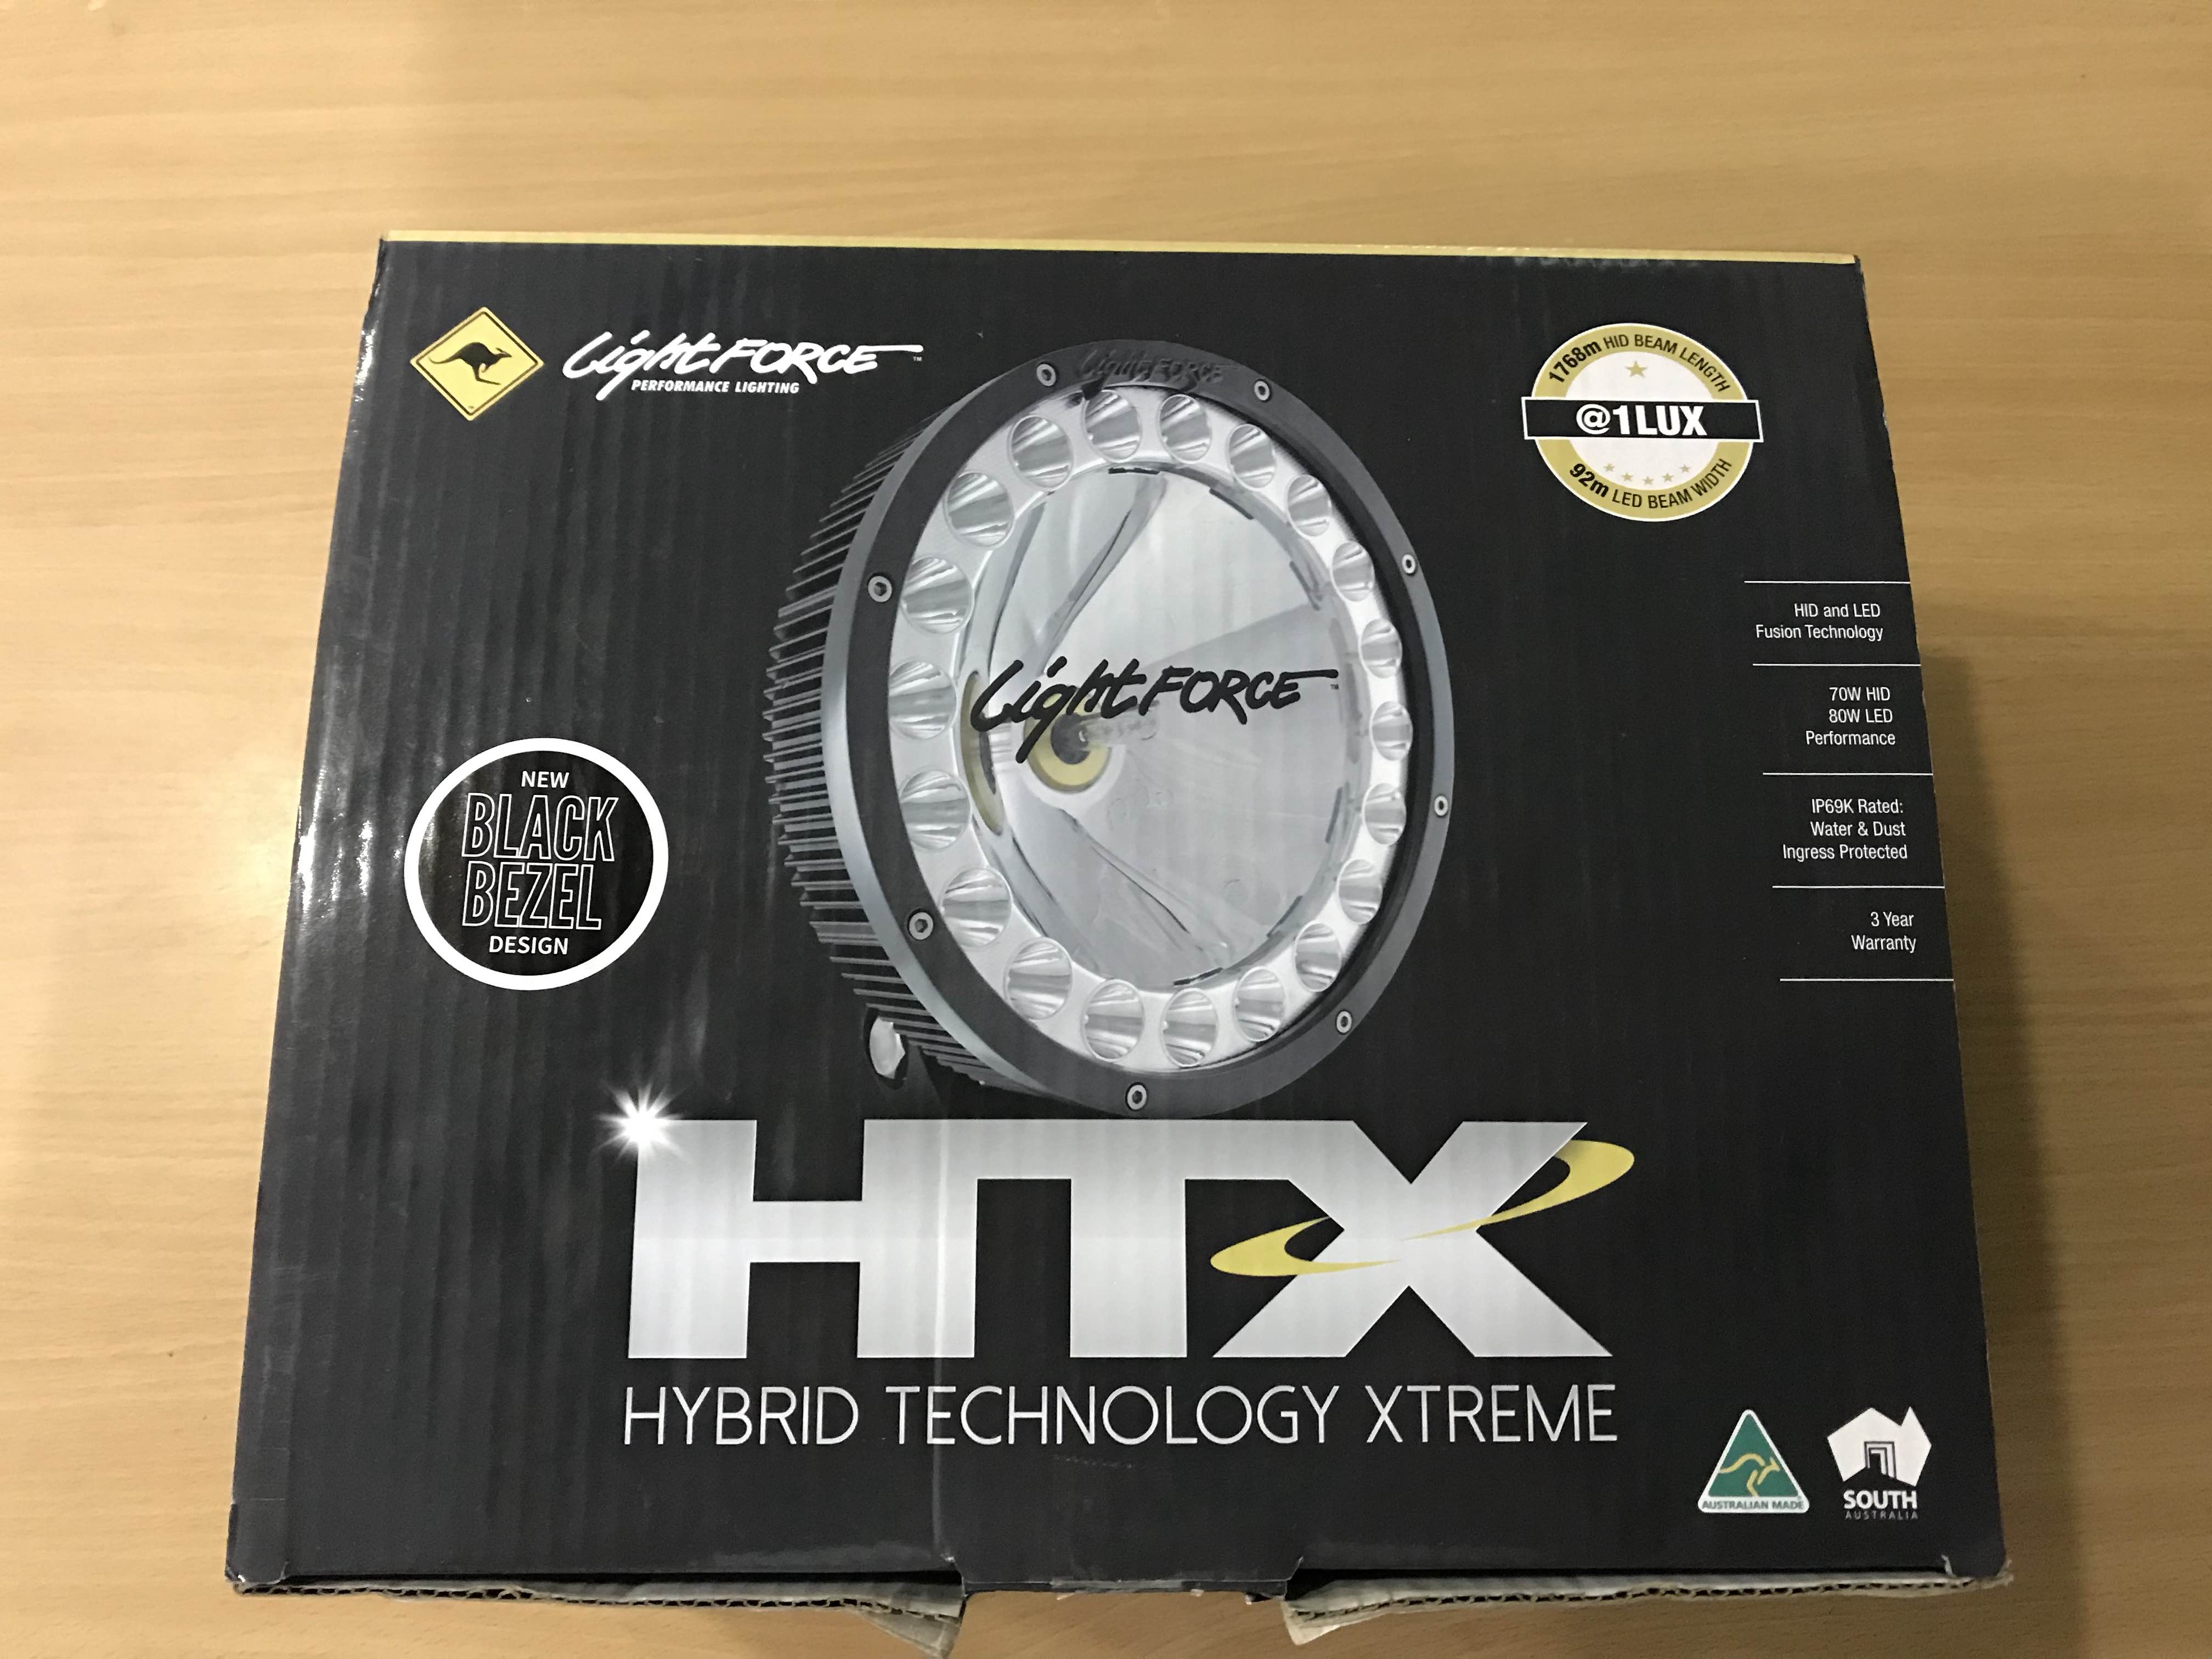 LightFORCE™
PERFORMANCE LIGHTING
LightFORCE
1768m HID BEAM LENGTH
@1LUX
92m LED BEAM WIDTH
HID and LED
Fusion Technology
70W HID
80W LED
Performance
IP69K Rated:
Water & Dust
Ingress Protected
3 Year
Warranty
LightFORCE™
NEW
BLACK
BEZEL
DESIGN
HTX
HYBRID TECHNOLOGY XTREME
AUSTRALIAN MADE
SOUTH
AUSTRALIA